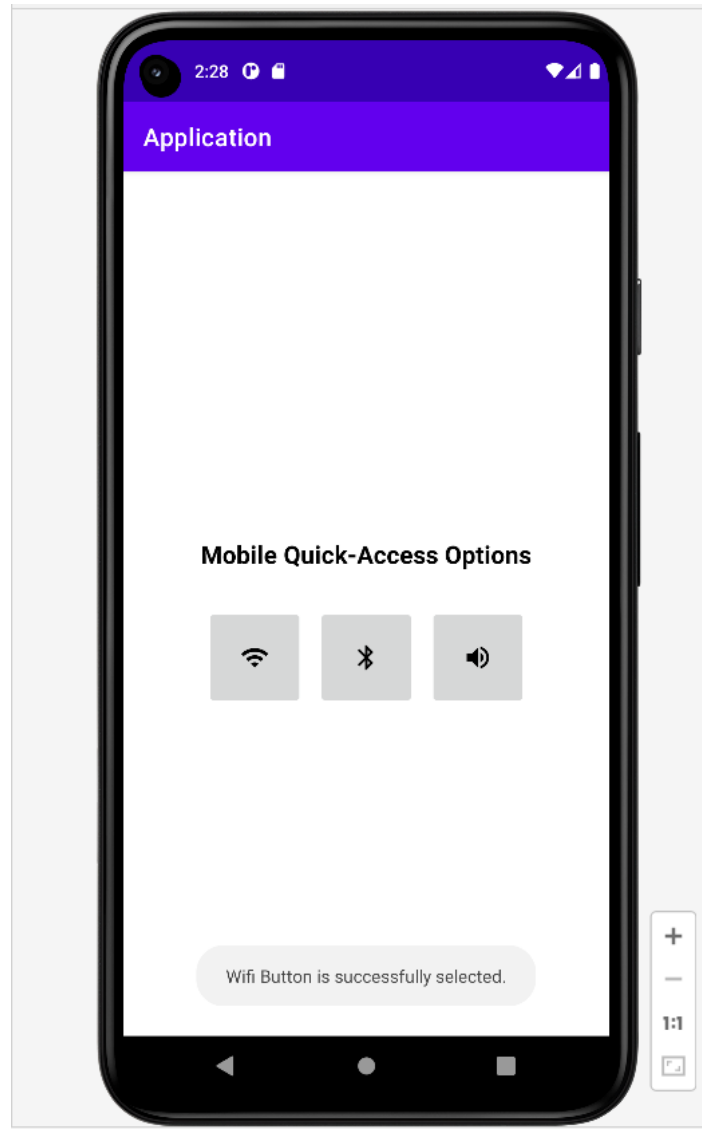 2:28
Application
Mobile Quick-Access Options
Wifi Button is successfully selected.
1:1